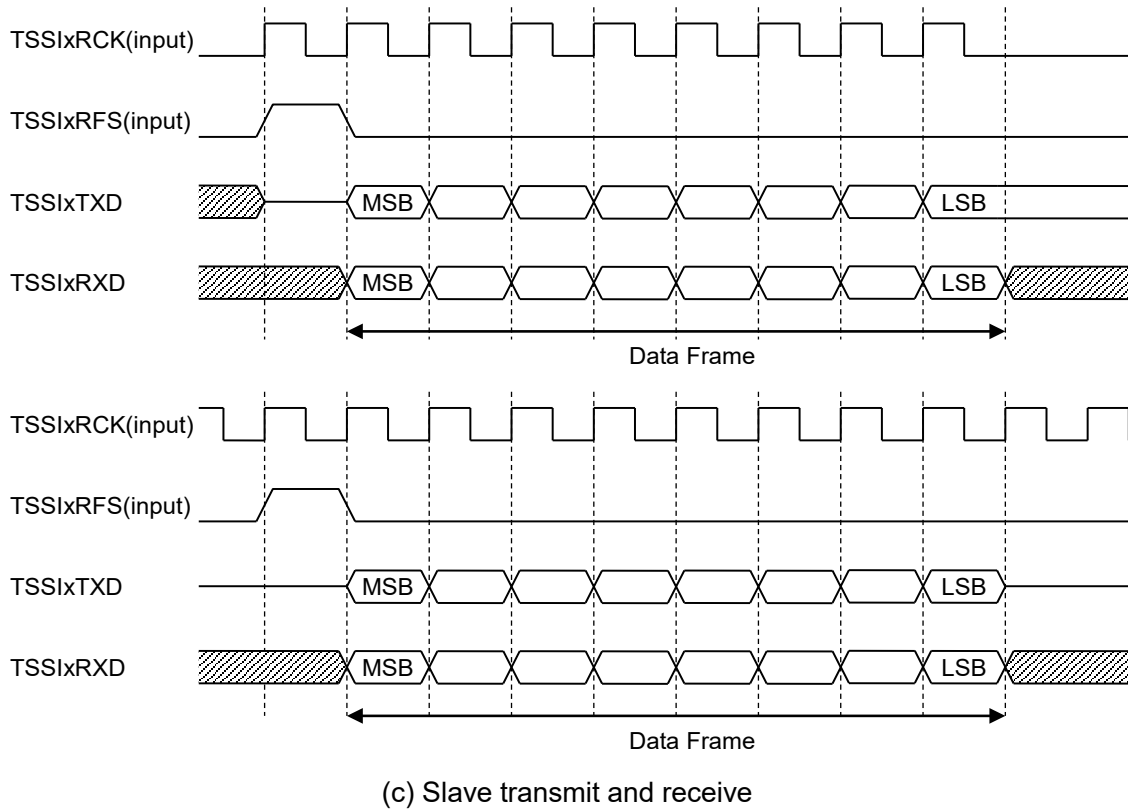 TSSIxRCK(input)
TSSIxRFS(input)
TSSIxTXD MSB LSB
TSSIxRXD MSB LSB
Data Frame
TSSIxRCK(input)
TSSIxRFS(input)
TSSIxTXD MSB LSB
TSSIxRXD MSB LSB
Data Frame
(c) Slave transmit and receive